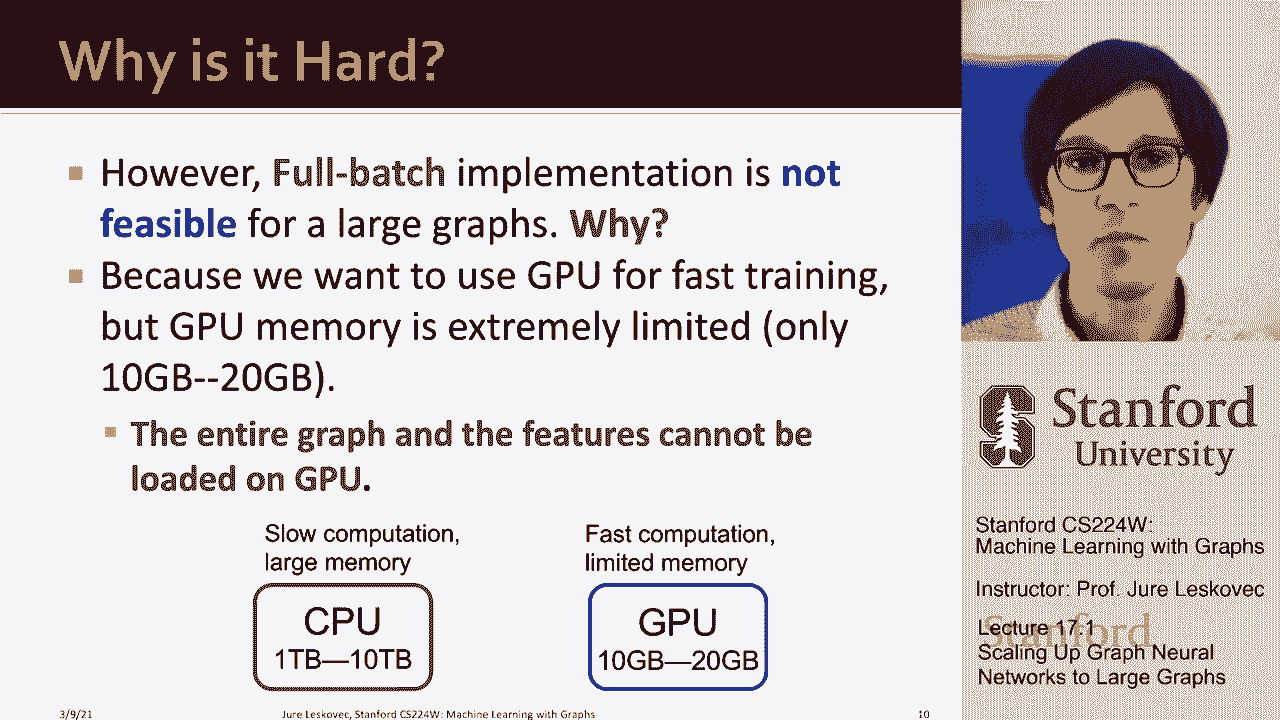 Why is it Hard?
However, Full-batch implementation is not
feasible for a large graphs. Why?
Because we want to use GPU for fast training,
but GPU memory is extremely limited (only
10GB--20GB).
The entire graph and the features cannot be
loaded on GPU.
Slow computation,
large memory
CPU
1TB—10TB
Fast computation,
limited memory
GPU
10GB—20GB
3/9/21
Jure Leskovec, Stanford CS224W: Machine Learning with Graphs
10
S
Stanford
University
Stanford CS224W:
Machine Learning with Graphs
Instructor: Prof. Jure Leskovec
Stanford
Lecture 17.1
Scaling Up Graph Neural
Networks to Large Graphs